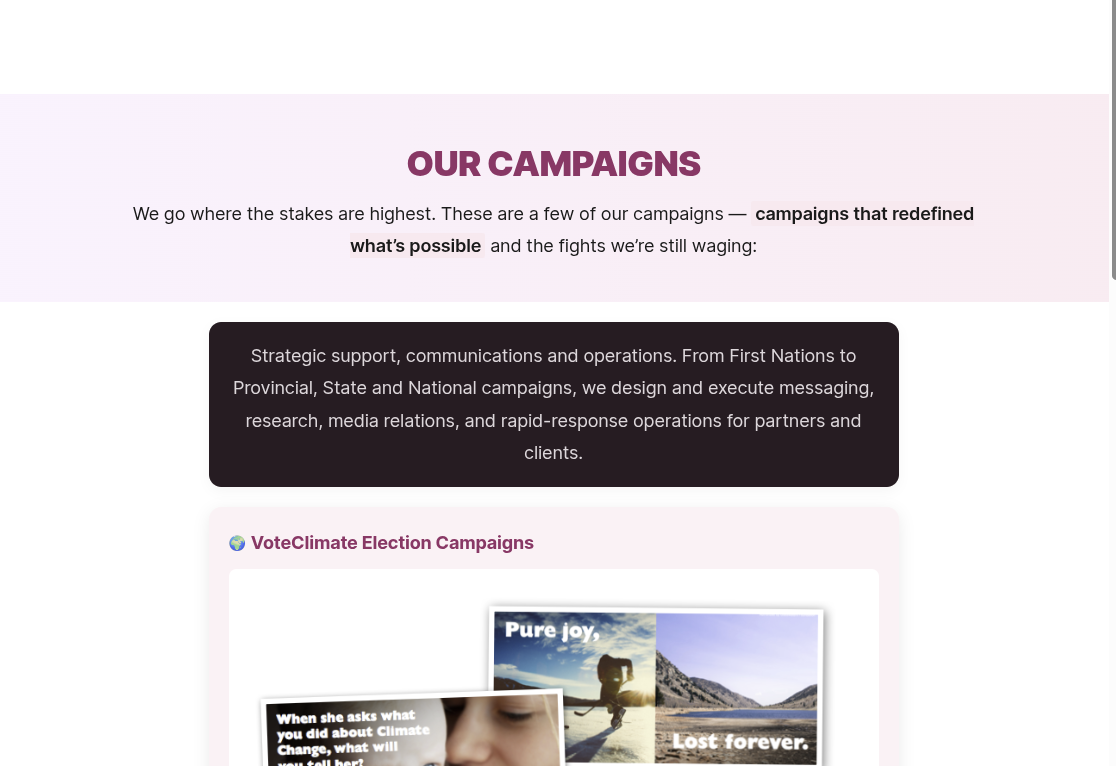 OUR CAMPAIGNS
We go where the stakes are highest. These are a few of our campaigns — campaigns that redefined
what’s possible and the fights we’re still waging:
Strategic support, communications and operations. From First Nations to
Provincial, State and National campaigns, we design and execute messaging,
research, media relations, and rapid-response operations for partners and
clients.
🌍 VoteClimate Election Campaigns
Pure joy,
Lost forever.
When she asks what
you did about Climate
Change, what will
you tell her?